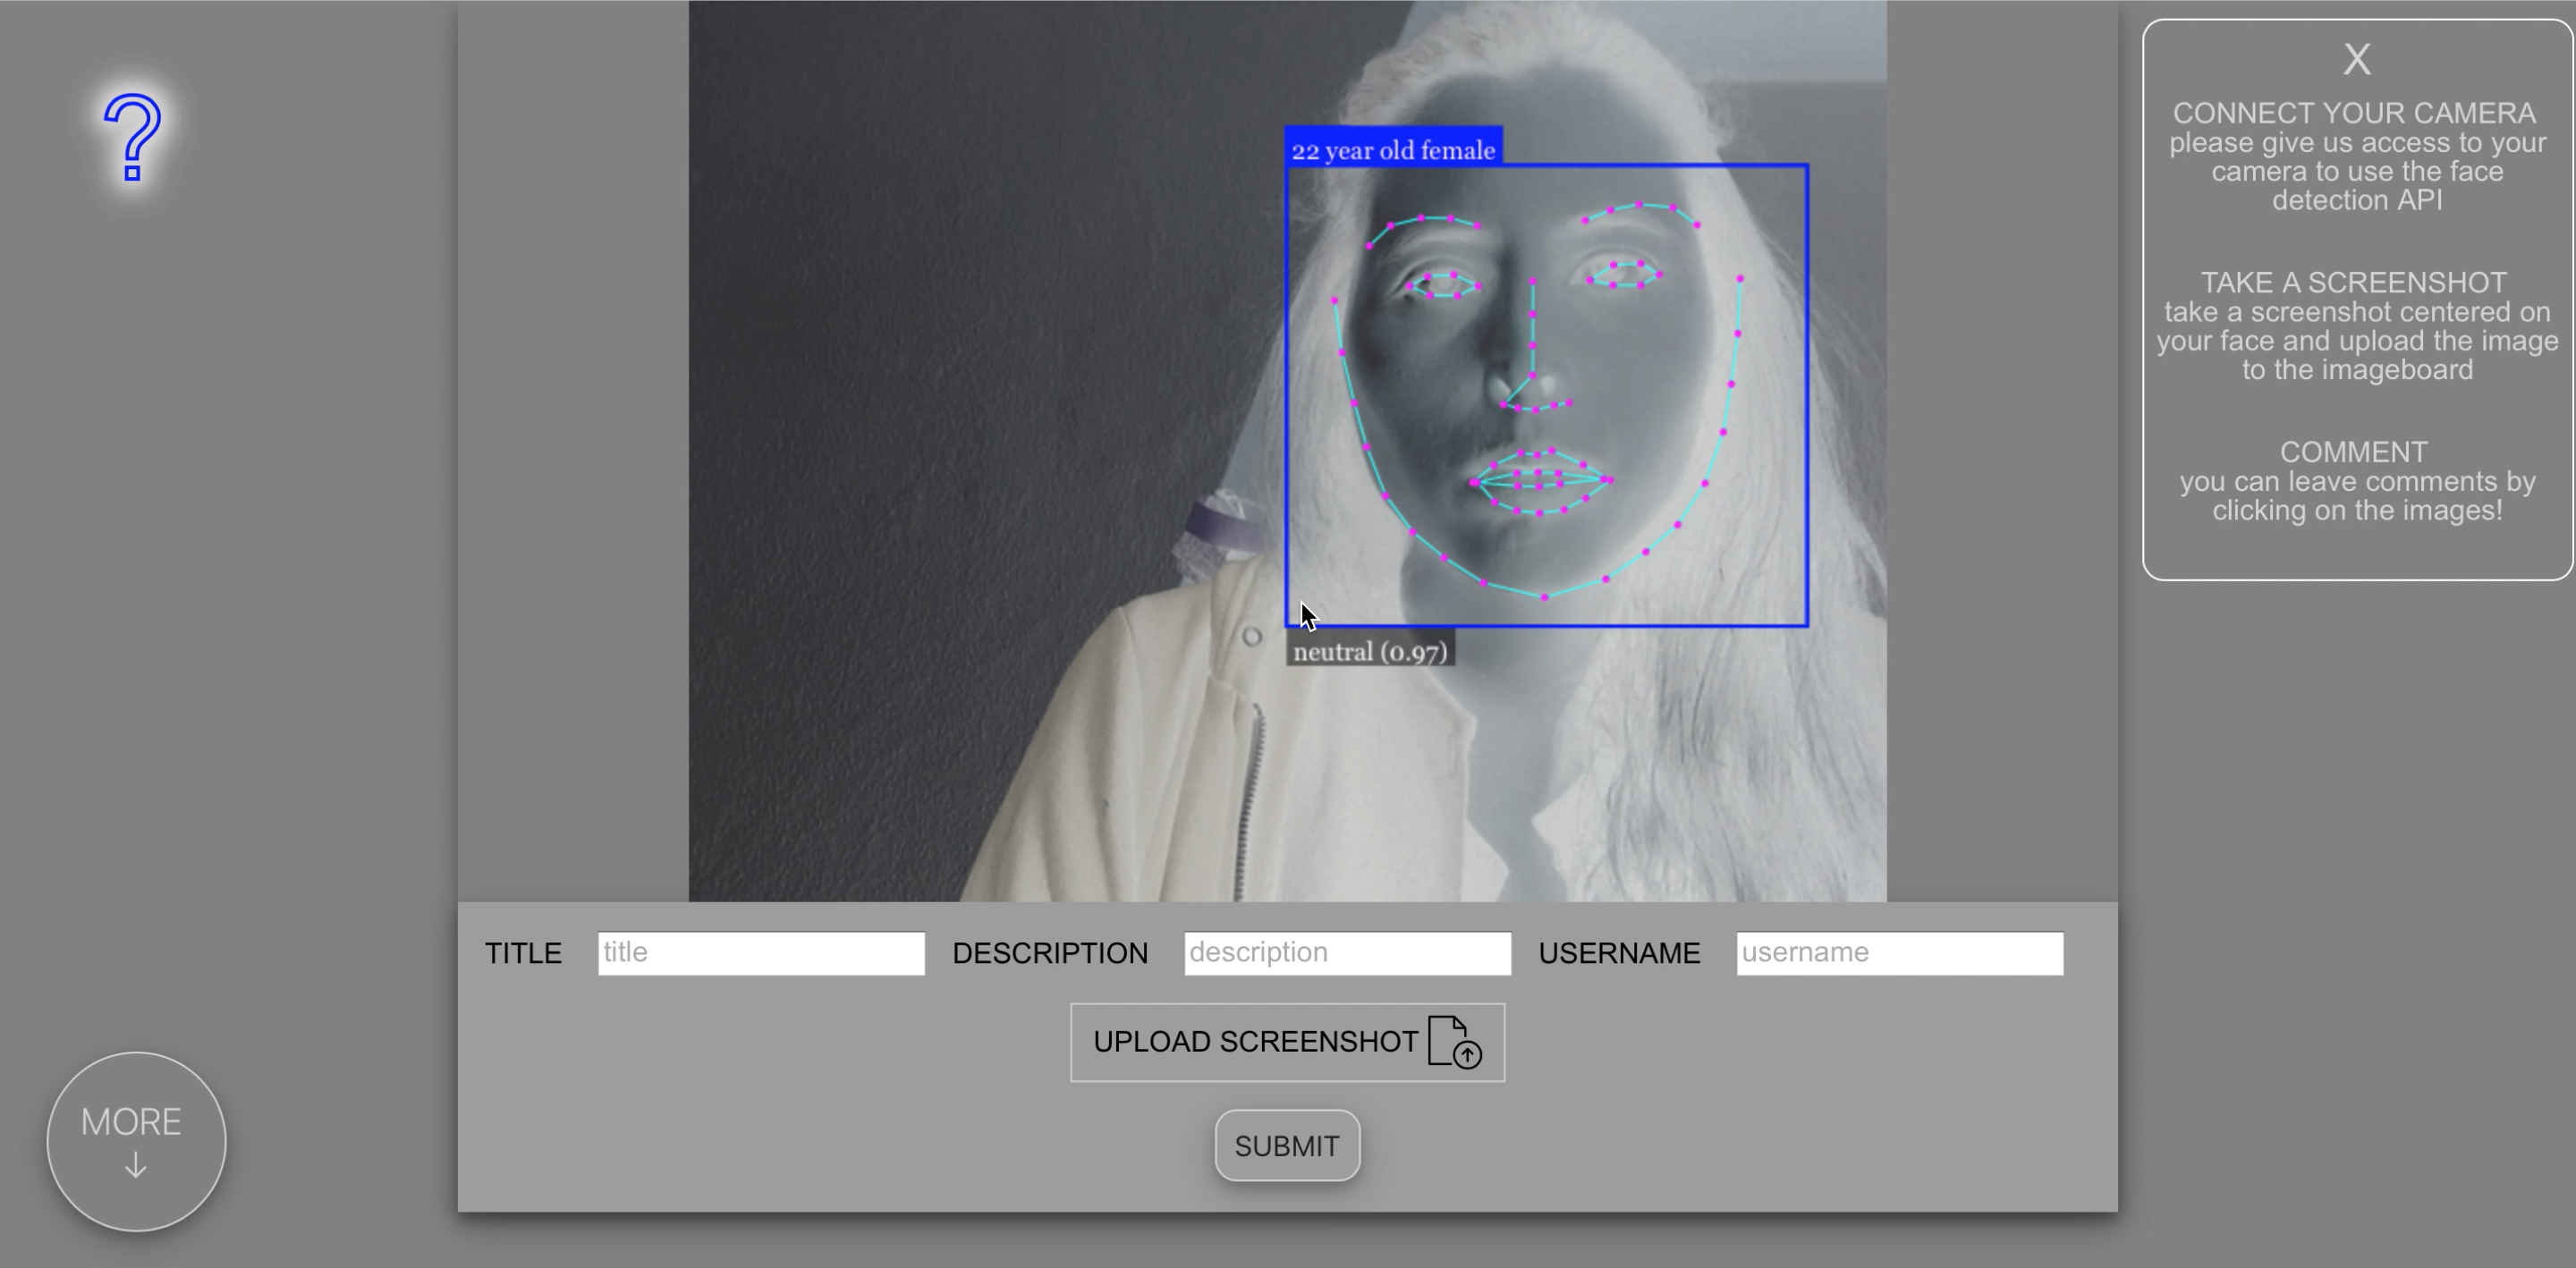 ?
22 year old female
neutral (0.97)
X
CONNECT YOUR CAMERA
please give us access to your
camera to use the face
detection API
TAKE A SCREENSHOT
take a screenshot centered on
your face and upload the image
to the imageboard
COMMENT
you can leave comments by
clicking on the images!
TITLE title DESCRIPTION description USERNAME username
UPLOAD SCREENSHOT
SUBMIT
MORE
↓